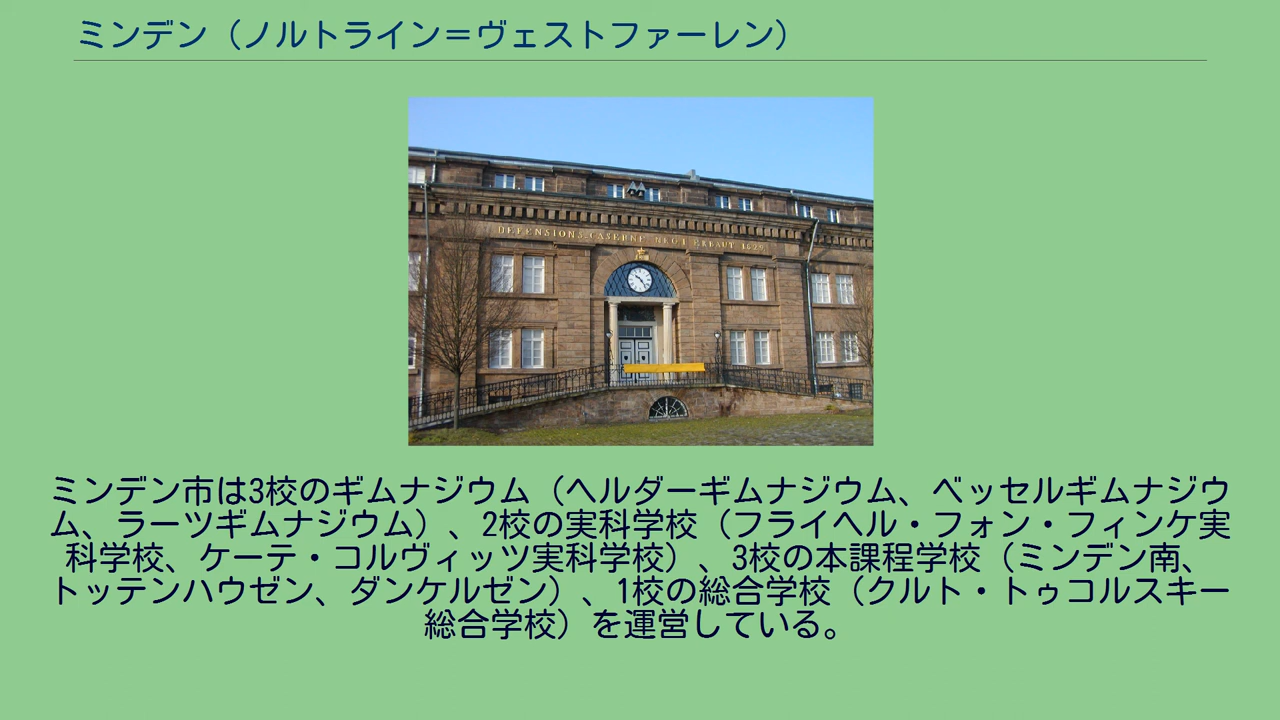 ミンデン（ノルトライン＝ヴェストファーレン）
DEFENSIONS-CASERNE NEU ERBAUT 1829
ミンデン市は3校のギムナジウム（ヘルダーギムナジウム、ベッセルギムナジウ
ム、ラーツギムナジウム）、2校の実科学校（フライヘル・フォン・フィンケ実
科学校、ケーテ・コルヴィッツ実科学校）、3校の本課程学校（ミンデン南、
トッテンハウゼン、ダンケルゼン）、1校の総合学校（クルト・トゥコルスキー
総合学校）を運営している。